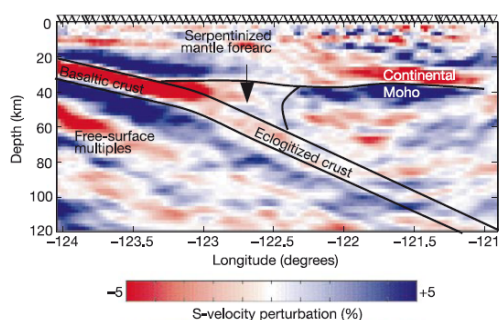 0
20
40
60
80
100
120
Depth (km)
Serpentinized
mantle forearc
Basaltic crust
Continental
Moho
Free-surface
multiples
Eclogitized crust
−124 −123.5 −123 −122.5 −122 −121.5 −121
Longitude (degrees)
−5 +5
S-velocity perturbation (%)